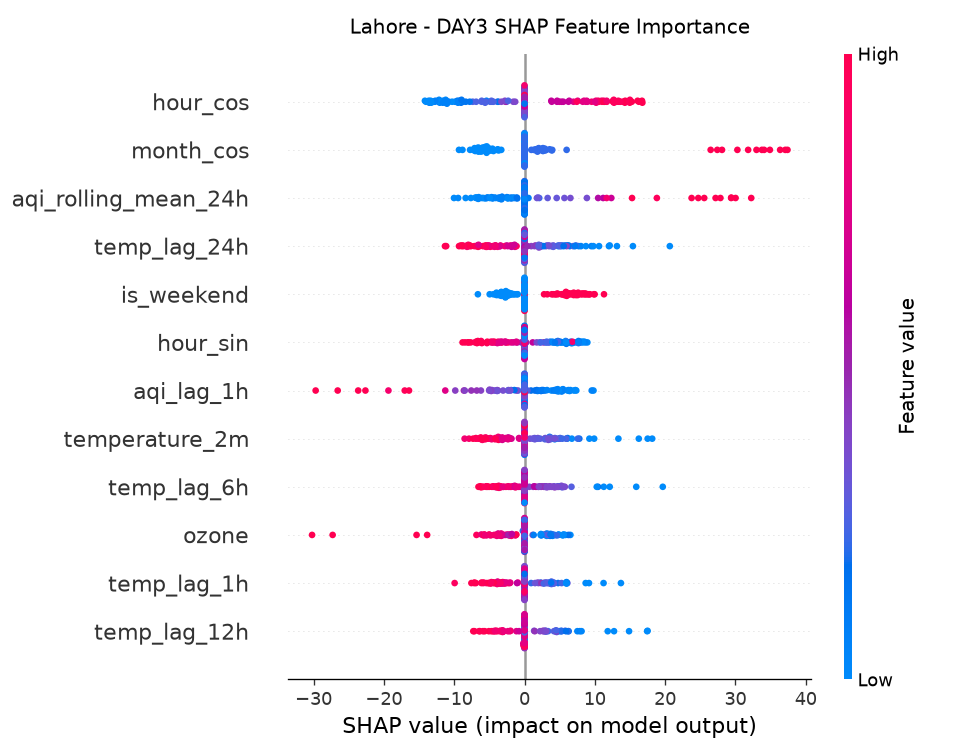 Lahore - DAY3 SHAP Feature Importance
High
hour_cos
month_cos
aqi_rolling_mean_24h
temp_lag_24h
is_weekend
hour_sin
aqi_lag_1h
temperature_2m
temp_lag_6h
ozone
temp_lag_1h
temp_lag_12h
Feature value
Low
−30 −20 −10 0 10 20 30 40
SHAP value (impact on model output)